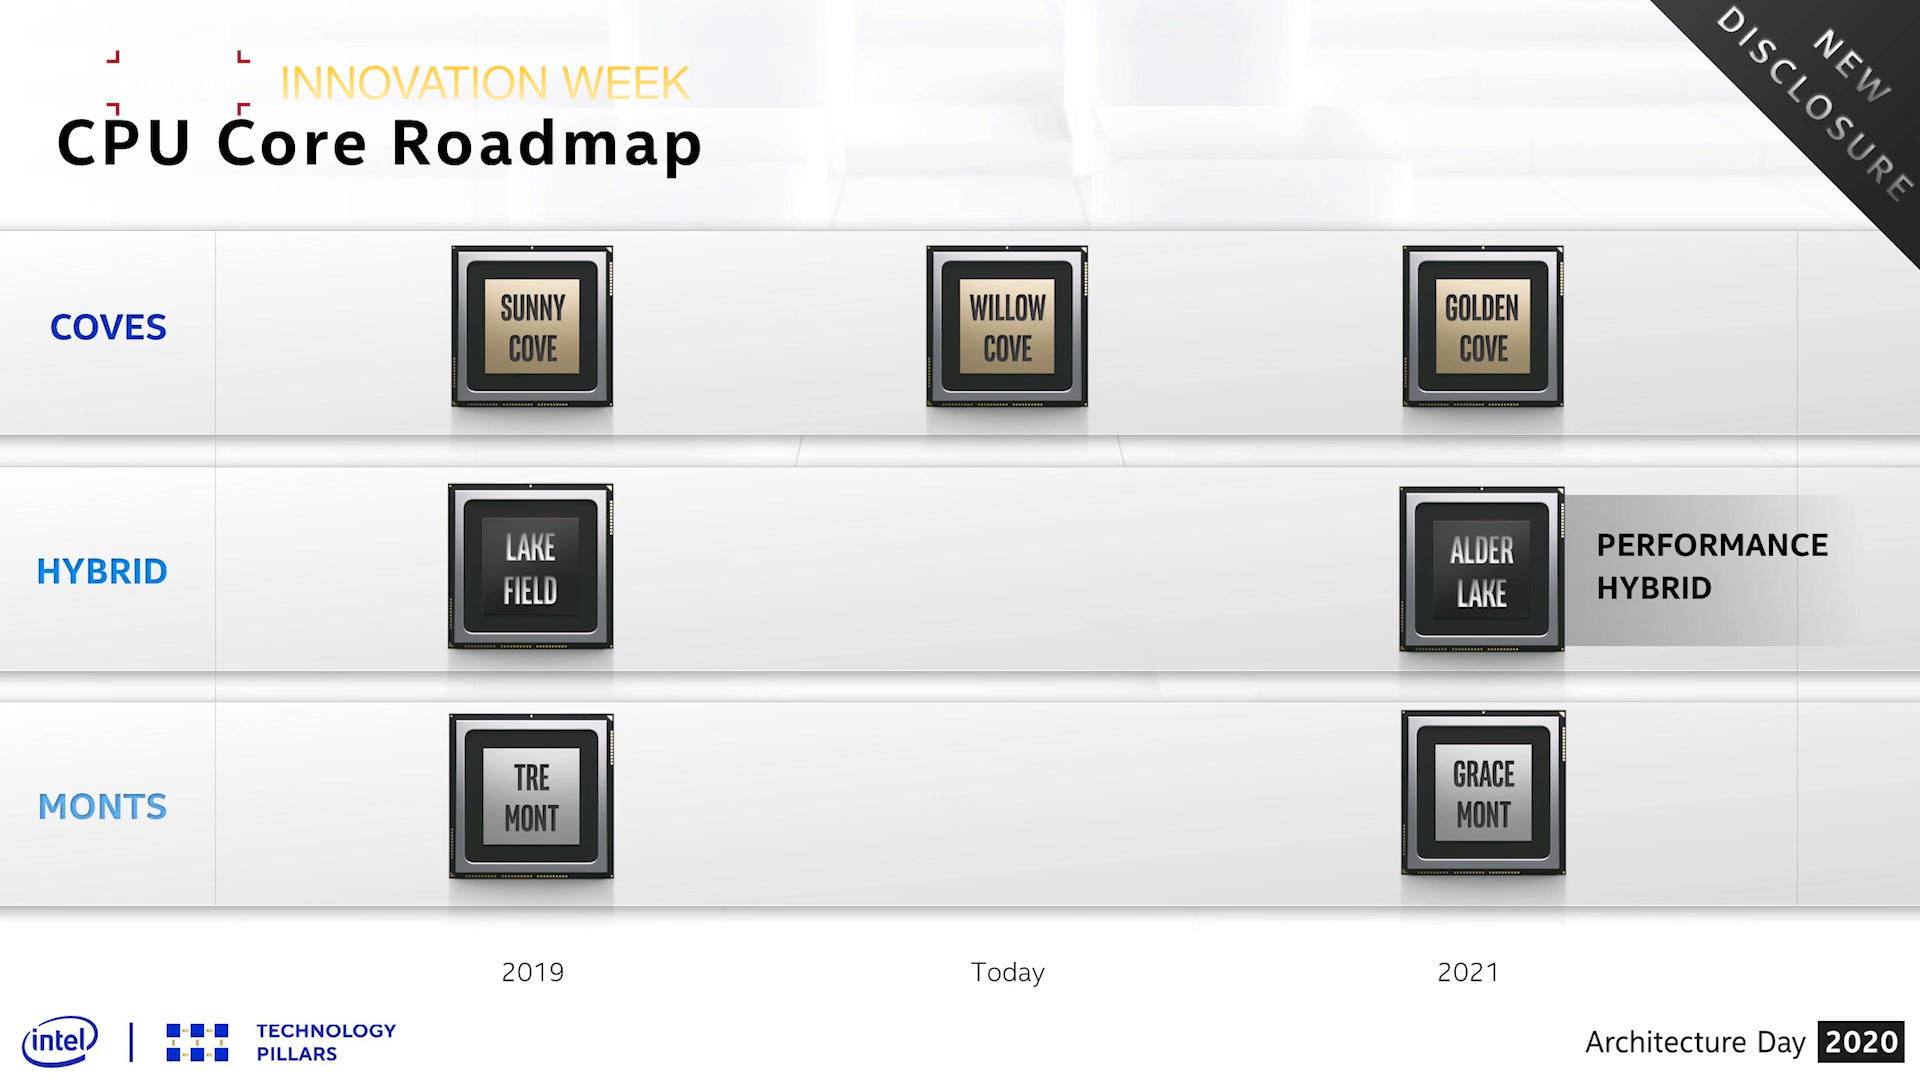 INNOVATION WEEK
CPU Core Roadmap
NEW
DISCLOSURE
COVES
SUNNY
COVE
WILLOW
COVE
GOLDEN
COVE
HYBRID
LAKE
FIELD
ALDER
LAKE
PERFORMANCE
HYBRID
MONTS
TRE
MONT
GRACE
MONT
2019
Today
2021
intel
TECHNOLOGY
PILLARS
Architecture Day 2020